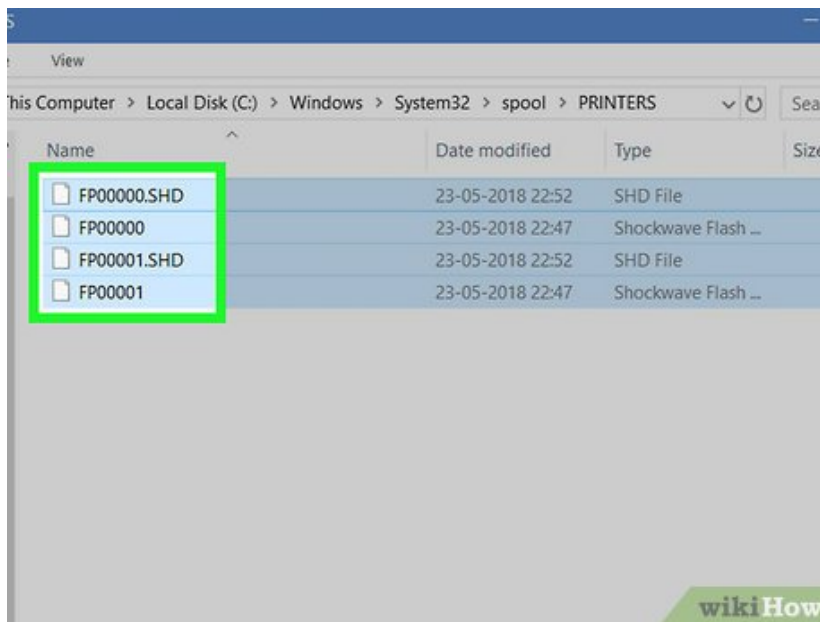 S
View
This Computer > Local Disk (C:) > Windows > System32 > spool > PRINTERS Sea
Name Date modified Type Size
FP00000.SHD 23-05-2018 22:52 SHD File
FP00000 23-05-2018 22:47 Shockwave Flash ...
FP00001.SHD 23-05-2018 22:52 SHD File
FP00001 23-05-2018 22:47 Shockwave Flash ...
wikiHow